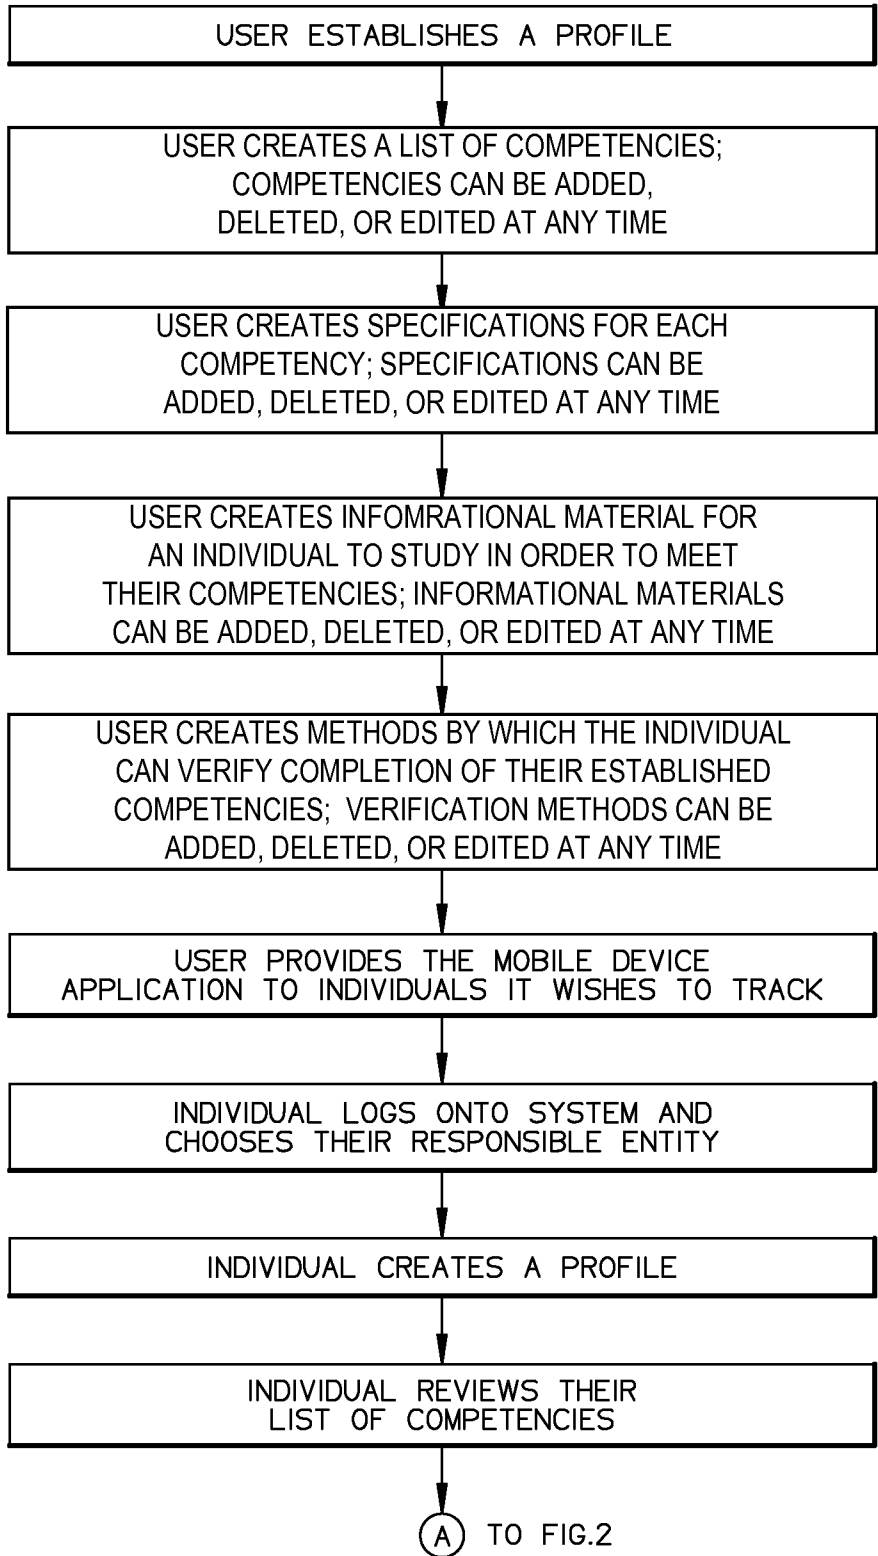 USER ESTABLISHES A PROFILE
USER CREATES A LIST OF COMPETENCIES;
COMPETENCIES CAN BE ADDED,
DELETED, OR EDITED AT ANY TIME
USER CREATES SPECIFICATIONS FOR EACH
COMPETENCY; SPECIFICATIONS CAN BE
ADDED, DELETED, OR EDITED AT ANY TIME
USER CREATES INFOMRATIONAL MATERIAL FOR
AN INDIVIDUAL TO STUDY IN ORDER TO MEET
THEIR COMPETENCIES; INFORMATIONAL MATERIALS
CAN BE ADDED, DELETED, OR EDITED AT ANY TIME
USER CREATES METHODS BY WHICH THE INDIVIDUAL
CAN VERIFY COMPLETION OF THEIR ESTABLISHED
COMPETENCIES; VERIFICATION METHODS CAN BE
ADDED, DELETED, OR EDITED AT ANY TIME
USER PROVIDES THE MOBILE DEVICE
APPLICATION TO INDIVIDUALS IT WISHES TO TRACK
INDIVIDUAL LOGS ONTO SYSTEM AND
CHOOSES THEIR RESPONSIBLE ENTITY
INDIVIDUAL CREATES A PROFILE
INDIVIDUAL REVIEWS THEIR
LIST OF COMPETENCIES
A TO FIG.2